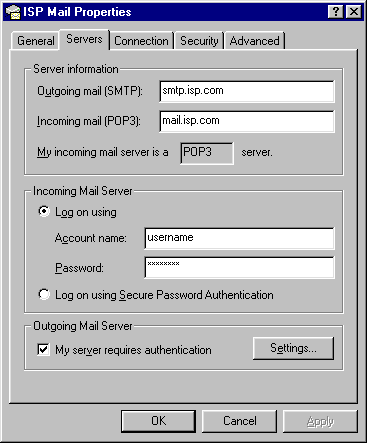 ISP Mail Properties
General Servers Connection Security Advanced
Server information
Outgoing mail (SMTP): smtp.isp.com
Incoming mail (POP3): mail.isp.com
My incoming mail server is a POP3 server.
Incoming Mail Server
Log on using
Account name: username
Password: ********
Log on using Secure Password Authentication
Outgoing Mail Server
My server requires authentication Settings...
OK Cancel Apply